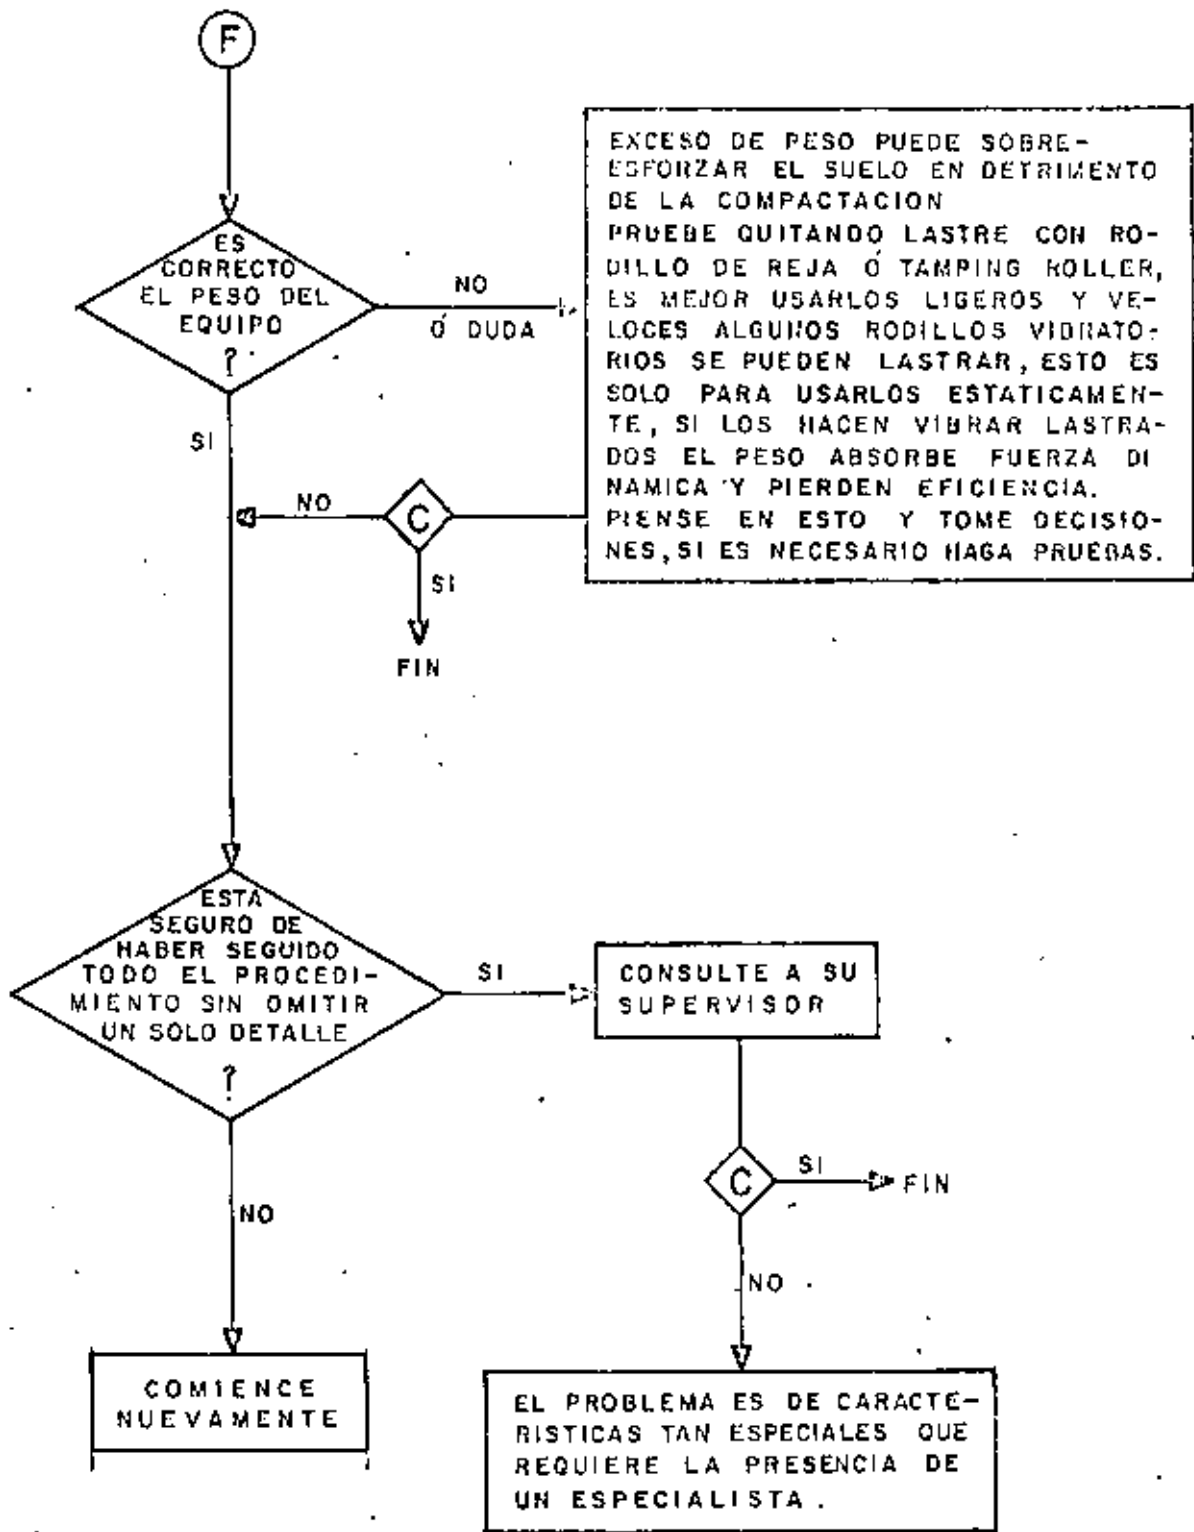 F
ES
CORRECTO
EL PESO DEL
EQUIPO
?
NO
Ó DUDA
EXCESO DE PESO PUEDE SOBRE-
ESFORZAR EL SUELO EN DETRIMENTO
DE LA COMPACTACION
PRUEBE QUITANDO LASTRE CON RO-
DILLO DE REJA Ó TAMPING ROLLER,
ES MEJOR USARLOS LIGEROS Y VE-
LOCES ALGUNOS RODILLOS VIBRATO-
RIOS SE PUEDEN LASTRAR, ESTO ES
SOLO PARA USARLOS ESTATICAMEN-
TE, SI LOS HACEN VIBRAR LASTRA-
DOS EL PESO ABSORBE FUERZA DI
NAMICA Y PIERDEN EFICIENCIA.
PIENSE EN ESTO Y TOME DECISIO-
NES, SI ES NECESARIO HAGA PRUEBAS.
SI
NO
C
SI
FIN
ESTA
SEGURO DE
HABER SEGUIDO
TODO EL PROCEDI-
MIENTO SIN OMITIR
UN SOLO DETALLE
?
SI
CONSULTE A SU
SUPERVISOR
C
SI
FIN
NO
NO
COMIENCE
NUEVAMENTE
EL PROBLEMA ES DE CARACTE-
RISTICAS TAN ESPECIALES QUE
REQUIERE LA PRESENCIA DE
UN ESPECIALISTA.